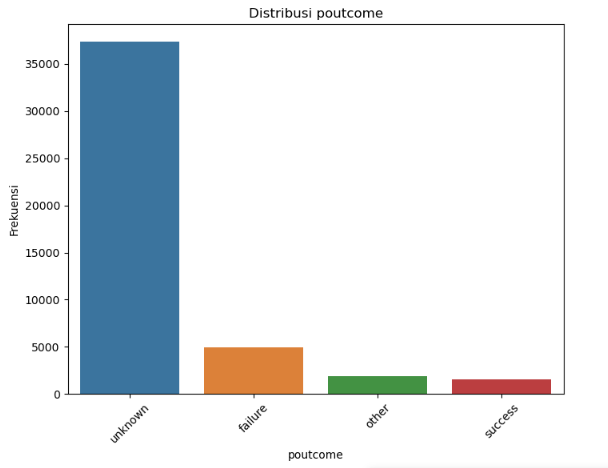 Distribusi poutcome
Frekuensi
35000
30000
25000
20000
15000
10000
5000
0
unknown
failure
other
success
poutcome